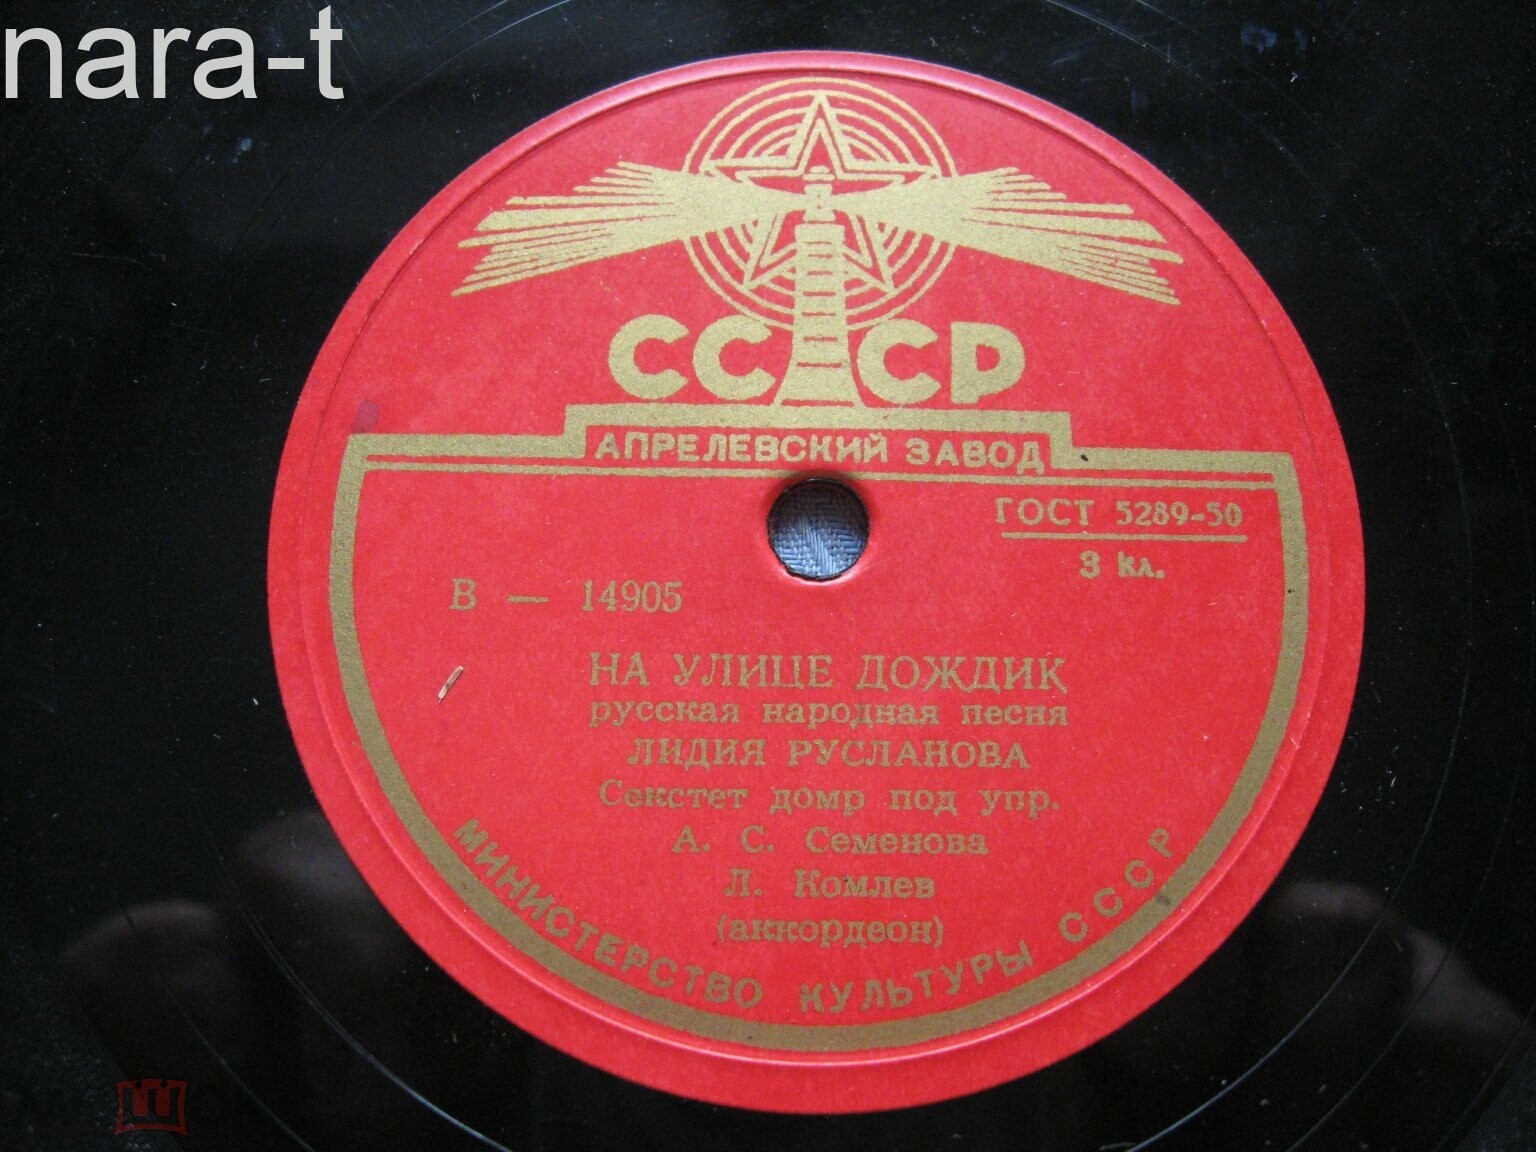 nara-t
СССР
АПРЕЛЕВСКИЙ ЗАВОД
ГОСТ 5289-50
3 кл.
В — 14905
НА УЛИЦЕ ДОЖДИК
русская народная песня
ЛИДИЯ РУСЛАНОВА
Секстет домр под упр.
А. С. Семенова
Л. Комлев
(аккордеон)
МИНИСТЕРСТВО КУЛЬТУРЫ СССР